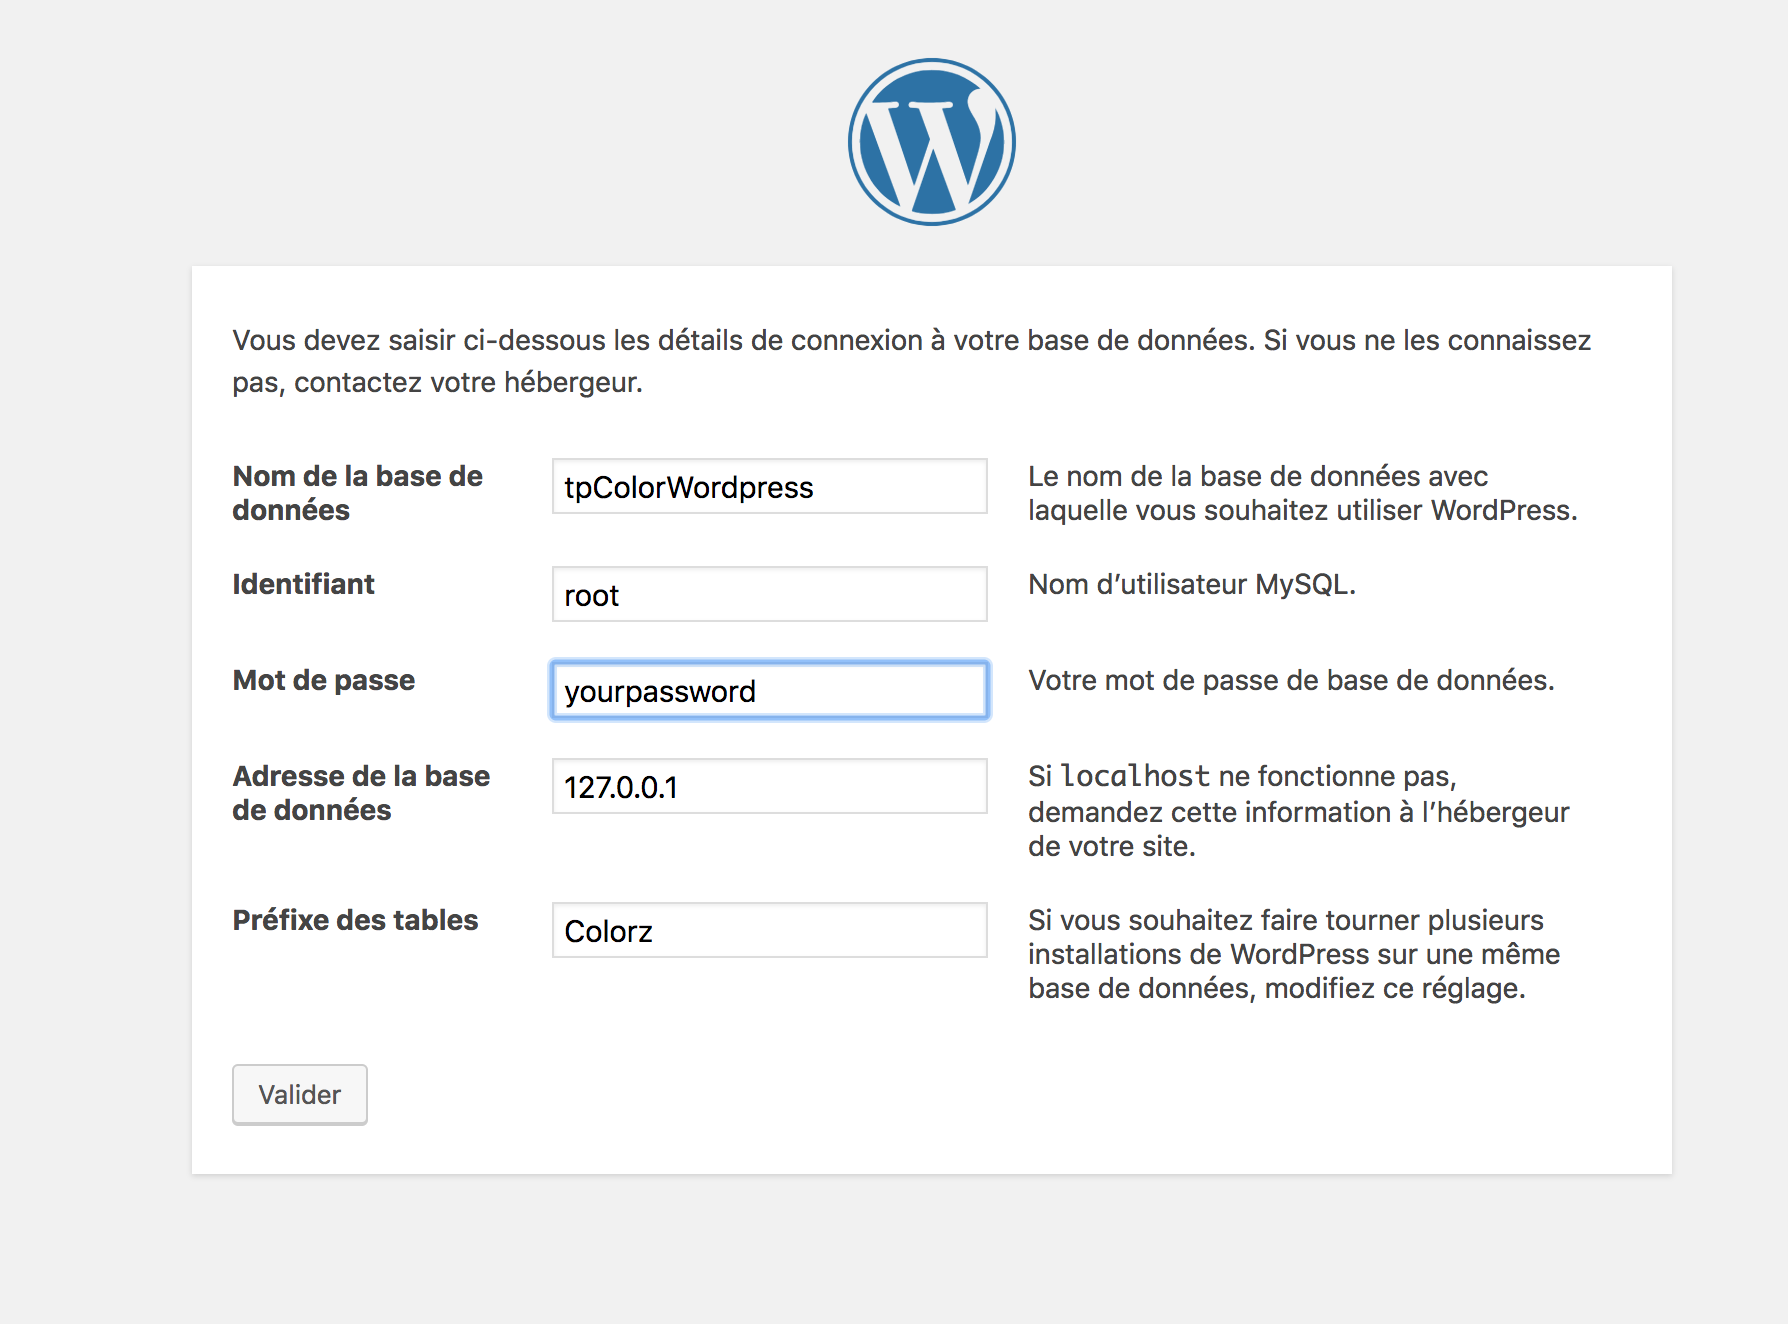 Vous devez saisir ci-dessous les détails de connexion à votre base de données. Si vous ne les connaissez
pas, contactez votre hébergeur.
Nom de la base de
données
tpColorWordpress
Le nom de la base de données avec
laquelle vous souhaitez utiliser WordPress.
Identifiant
root
Nom d’utilisateur MySQL.
Mot de passe
yourpassword
Votre mot de passe de base de données.
Adresse de la base
de données
127.0.0.1
Si localhost ne fonctionne pas,
demandez cette information à l’hébergeur
de votre site.
Préfixe des tables
Colorz
Si vous souhaitez faire tourner plusieurs
installations de WordPress sur une même
base de données, modifiez ce réglage.
Valider